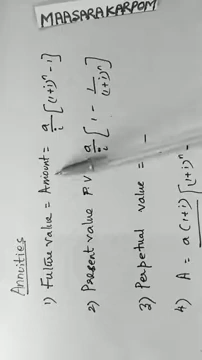 MAASARAKARPOM
Annuities
1) Future value = Amount = a/i [(1+i)^n - 1]
2) Present value P.V = a/i [1 - 1/(1+i)^n]
3) Perpetual value = -
4) A = a(1+i) [(1+i)^n -